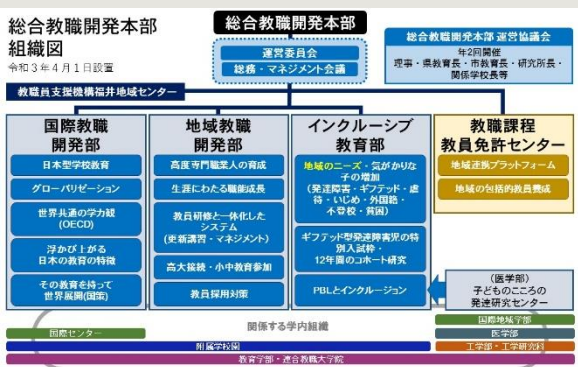 総合教職開発本部
組織図
令和３年４月１日設置
総合教職開発本部
運営委員会
総務・マネジメント会議
総合教職開発本部 運営協議会
年2回開催
理事・県教育長・市教育長・研究所長・
関係学校長等
教職員支援機構福井地域センター
国際教職
開発部
日本型学校教育
グローバリゼーション
世界共通の学力観
(OECD)
浮かび上がる
日本の教育の特徴
その教育を持って
世界展開(国策)
地域教職
開発部
高度専門職業人の育成
生涯にわたる職能成長
教員研修と一体化した
システム
(更新講習・マネジメント)
高大接続・小中教育参加
教員採用対策
インクルーシブ
教育部
地域のニーズ・気がかりな
子の増加
(発達障害・ギフテッド・虐
待・いじめ・外国籍・
不登校・貧困)
ギフテッド型発達障害児の特
別入試枠・
12年間のコホート研究
PBLとインクルージョン
教職課程
教員免許センター
地域連携プラットフォーム
地域の包括的教員養成
(医学部)
子どものこころの
発達研究センター
関係する学内組織
国際センター
国際地域学部
医学部
附属学校園
工学部・工学研究科
教育学部・連合教職大学院